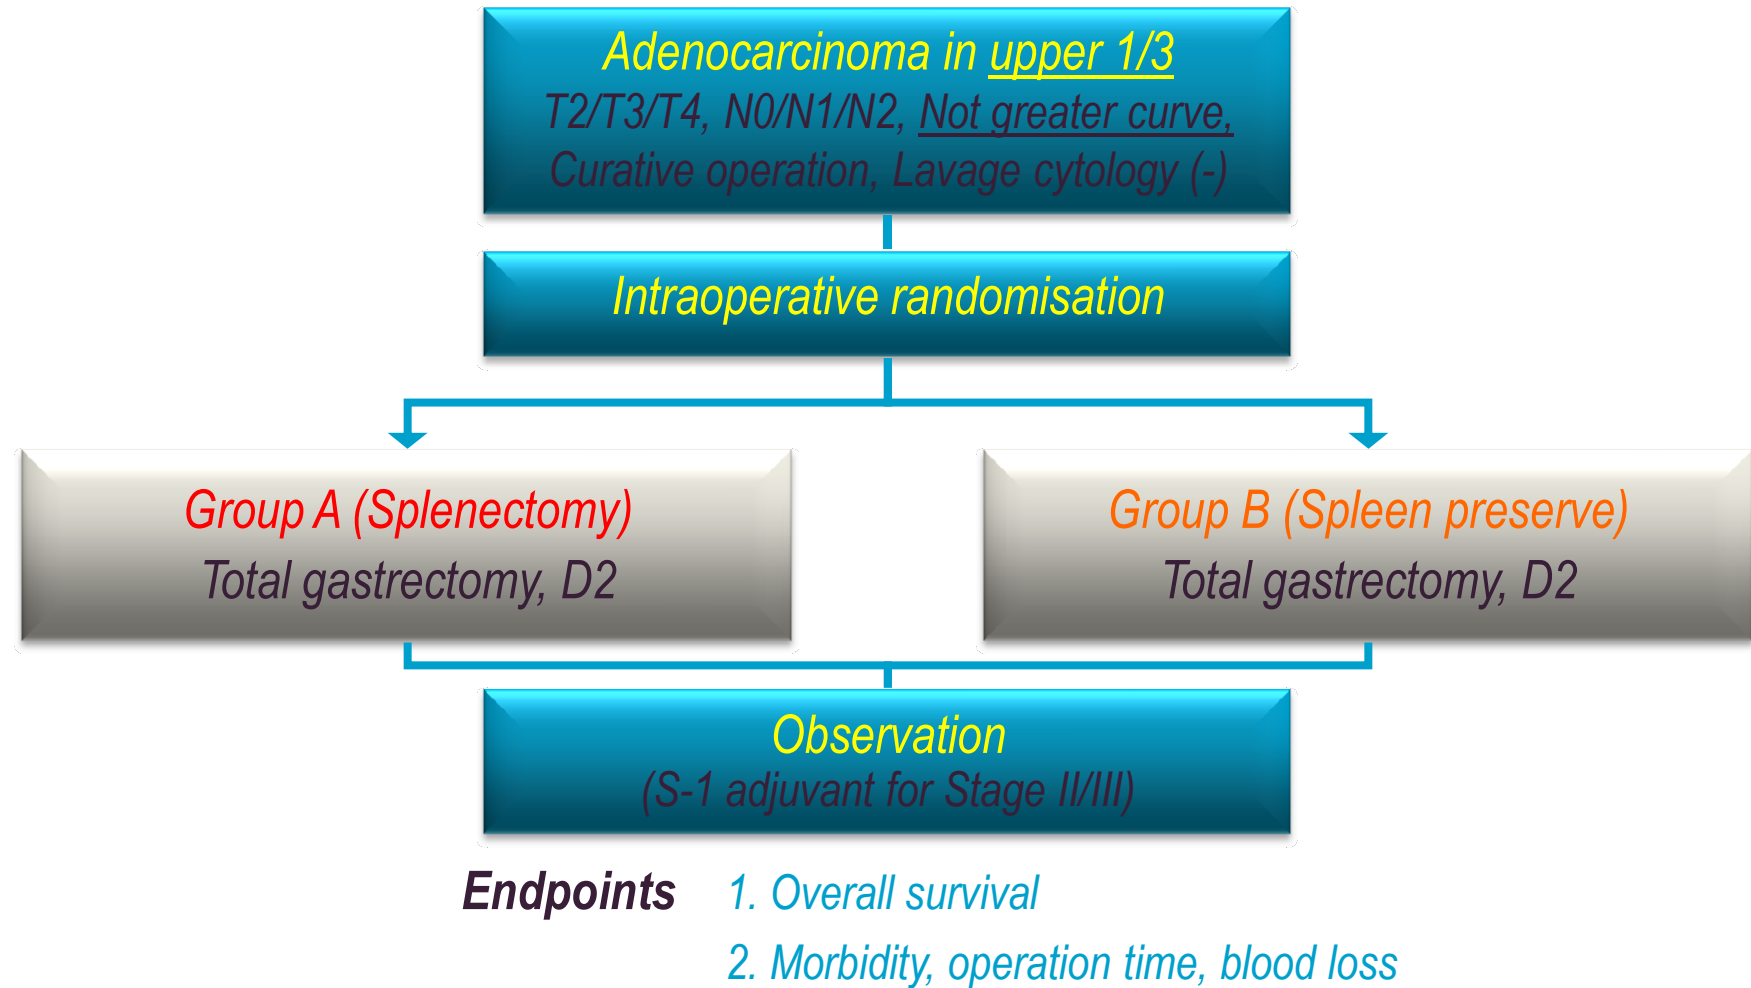 Adenocarcinoma in upper 1/3
T2/T3/T4, N0/N1/N2, Not greater curve,
Curative operation, Lavage cytology (-)
Intraoperative randomisation
Group A (Splenectomy)
Total gastrectomy, D2
Group B (Spleen preserve)
Total gastrectomy, D2
Observation
(S-1 adjuvant for Stage II/III)
Endpoints 1. Overall survival
2. Morbidity, operation time, blood loss